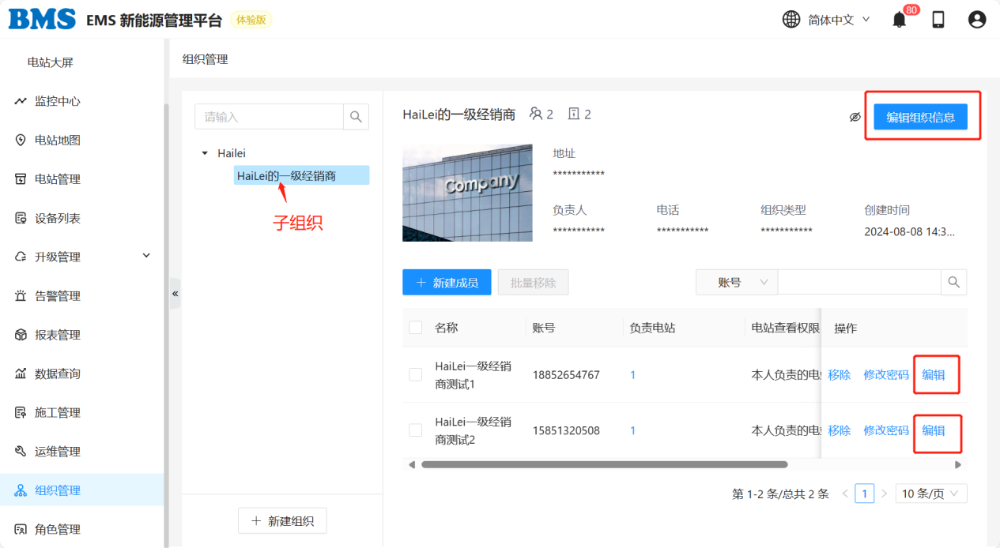 BMS EMS 新能源管理平台 体验版 简体中文 80
电站大屏
监控中心
电站地图
电站管理
设备列表
升级管理
告警管理
报表管理
数据查询
施工管理
运维管理
组织管理
角色管理
组织管理
请输入
Hailei
HaiLei的一级经销商
子组织
新建组织
HaiLei的一级经销商 2 2 编辑组织信息
Company
地址
***********
负责人 电话 组织类型 创建时间
*********** *********** *********** 2024-08-08 14:3...
新建成员 批量移除 账号
名称 账号 负责电站 电站查看权限 操作
HaiLei一级经销
商测试1
18852654767 1 本人负责的电站 移除 修改密码 编辑
HaiLei一级经销
商测试2
15851320508 1 本人负责的电站 移除 修改密码 编辑
第 1-2 条/总共 2 条 < 1 > 10 条/页